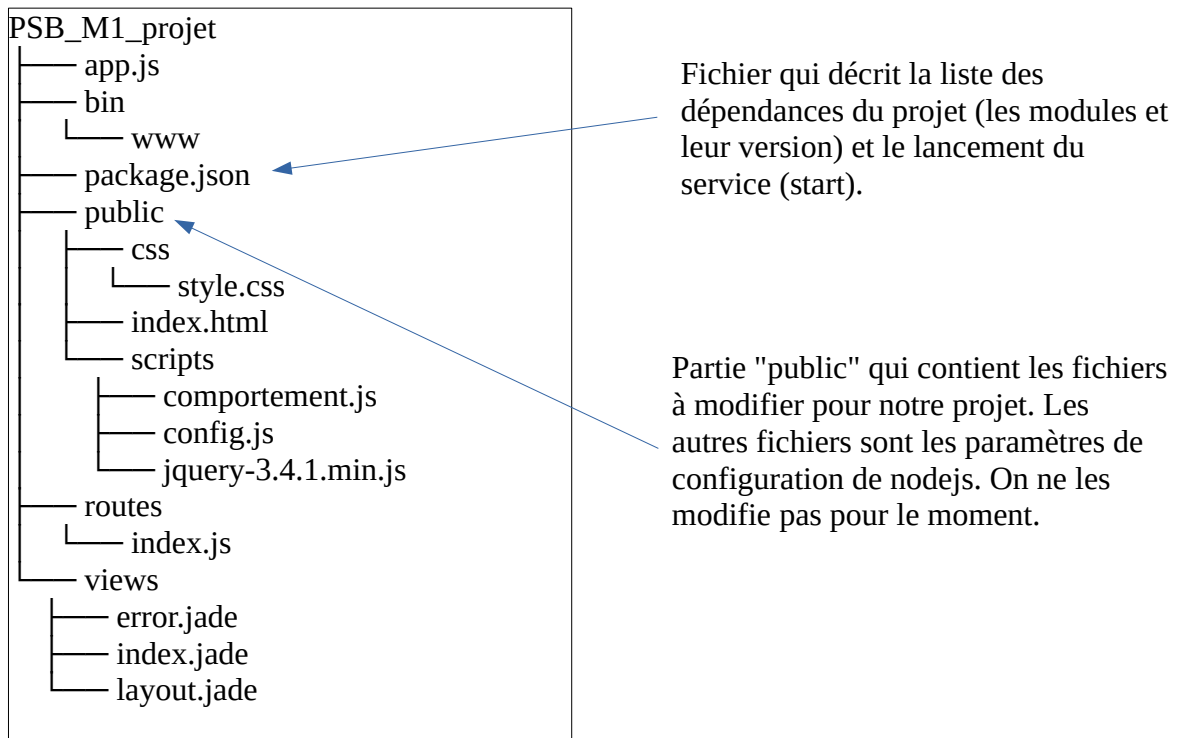 PSB_M1_projet
app.js
bin
www
package.json
public
css
style.css
index.html
scripts
comportement.js
config.js
jquery-3.4.1.min.js
routes
index.js
views
error.jade
index.jade
layout.jade
Fichier qui décrit la liste des
dépendances du projet (les modules et
leur version) et le lancement du
service (start).
Partie "public" qui contient les fichiers
à modifier pour notre projet. Les
autres fichiers sont les paramètres de
configuration de nodejs. On ne les
modifie pas pour le moment.